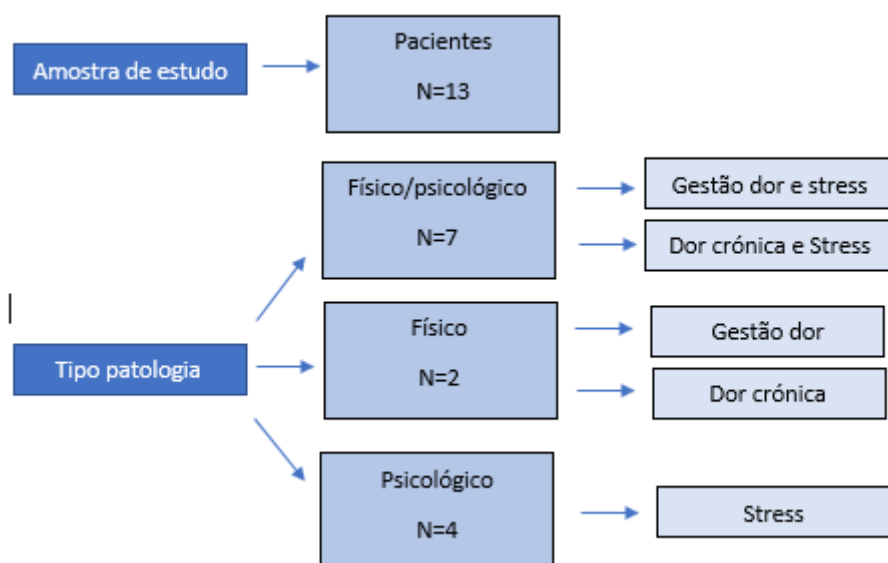 Amostra de estudo
Pacientes
N=13
Físico/psicológico
N=7
Gestão dor e stress
Dor crónica e Stress
Tipo patologia
Físico
N=2
Gestão dor
Dor crónica
Psicológico
N=4
Stress